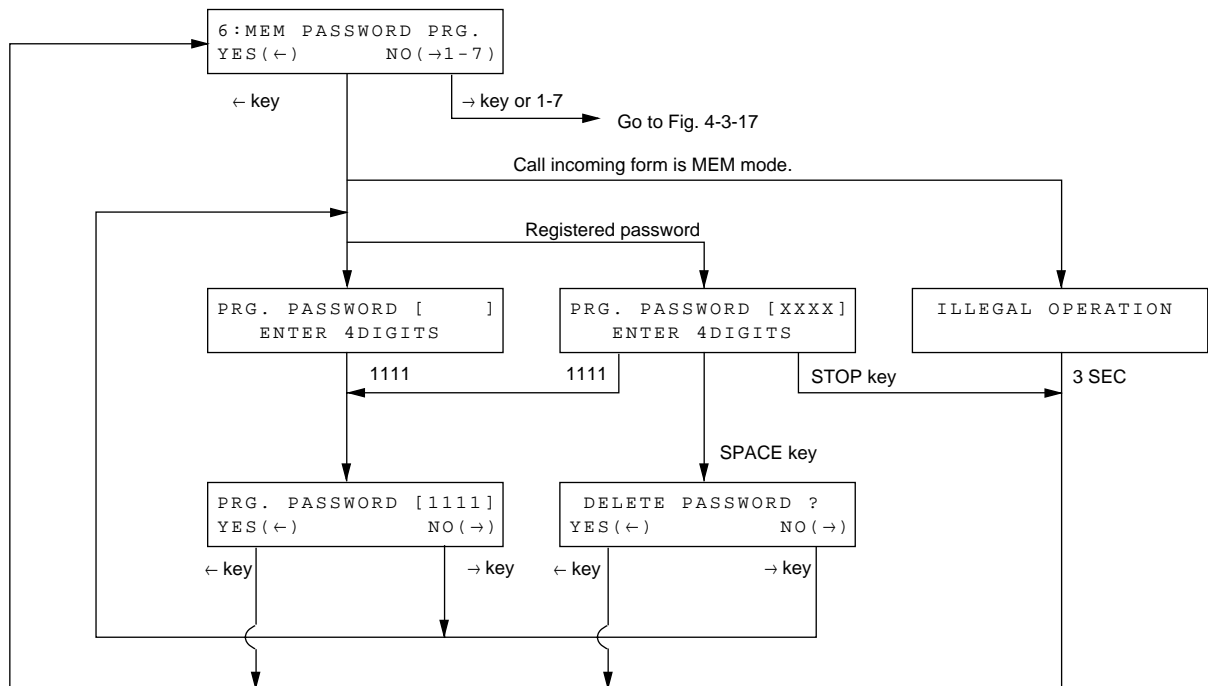 6:MEM PASSWORD PRG.
YES(←) NO(→1-7)
← key
→ key or 1-7
Go to Fig. 4-3-17
Call incoming form is MEM mode.
Registered password
PRG. PASSWORD [ ]
ENTER 4DIGITS
PRG. PASSWORD [XXXX]
ENTER 4DIGITS
ILLEGAL OPERATION
1111
1111
STOP key
3 SEC
SPACE key
PRG. PASSWORD [1111]
YES(←) NO(→)
DELETE PASSWORD ?
YES(←) NO(→)
← key
→ key
← key
→ key